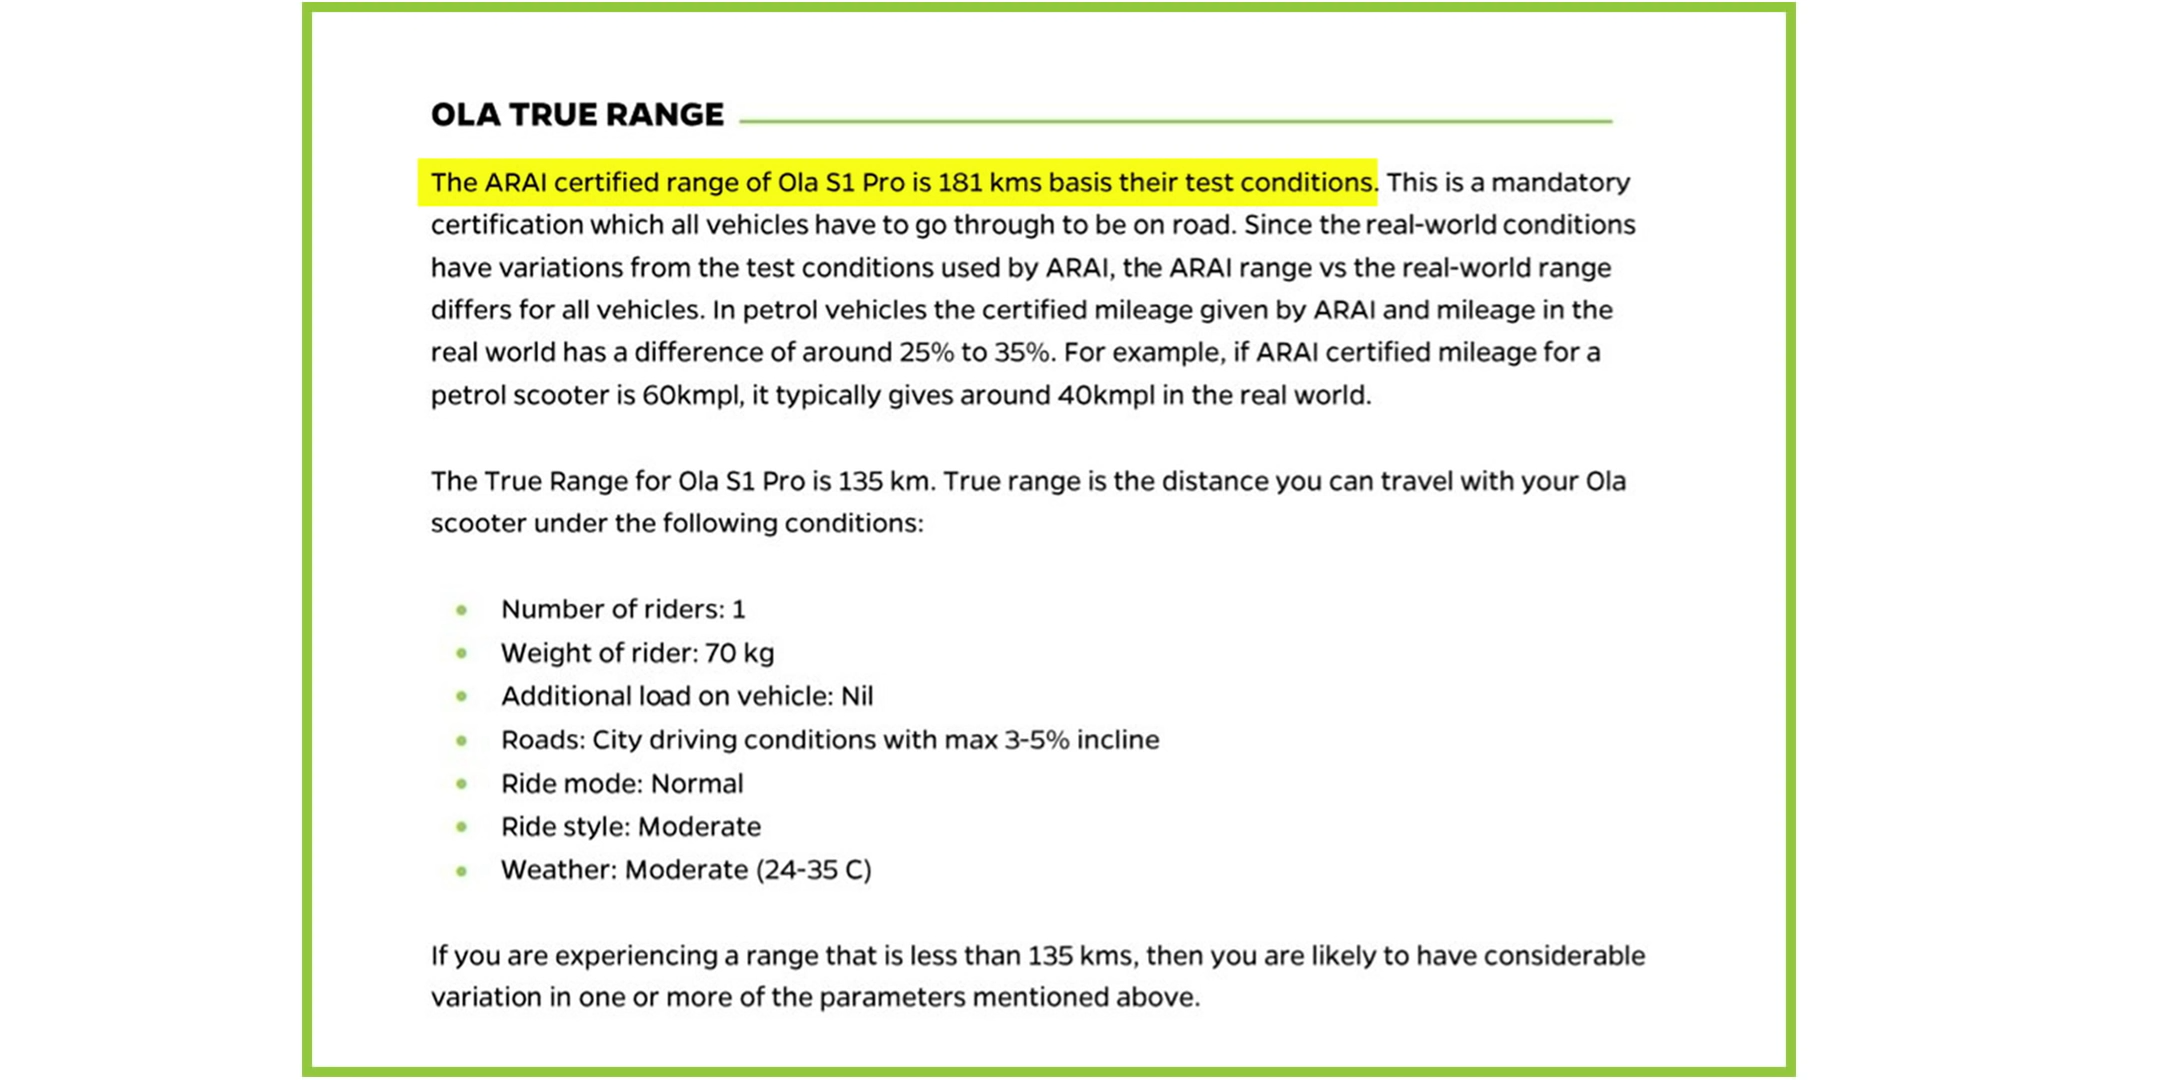 OLA TRUE RANGE
The ARAI certified range of Ola S1 Pro is 181 kms basis their test conditions. This is a mandatory
certification which all vehicles have to go through to be on road. Since the real-world conditions
have variations from the test conditions used by ARAI, the ARAI range vs the real-world range
differs for all vehicles. In petrol vehicles the certified mileage given by ARAI and mileage in the
real world has a difference of around 25% to 35%. For example, if ARAI certified mileage for a
petrol scooter is 60kmpl, it typically gives around 40kmpl in the real world.
The True Range for Ola S1 Pro is 135 km. True range is the distance you can travel with your Ola
scooter under the following conditions:
• Number of riders: 1
• Weight of rider: 70 kg
• Additional load on vehicle: Nil
• Roads: City driving conditions with max 3-5% incline
• Ride mode: Normal
• Ride style: Moderate
• Weather: Moderate (24-35 C)
If you are experiencing a range that is less than 135 kms, then you are likely to have considerable
variation in one or more of the parameters mentioned above.